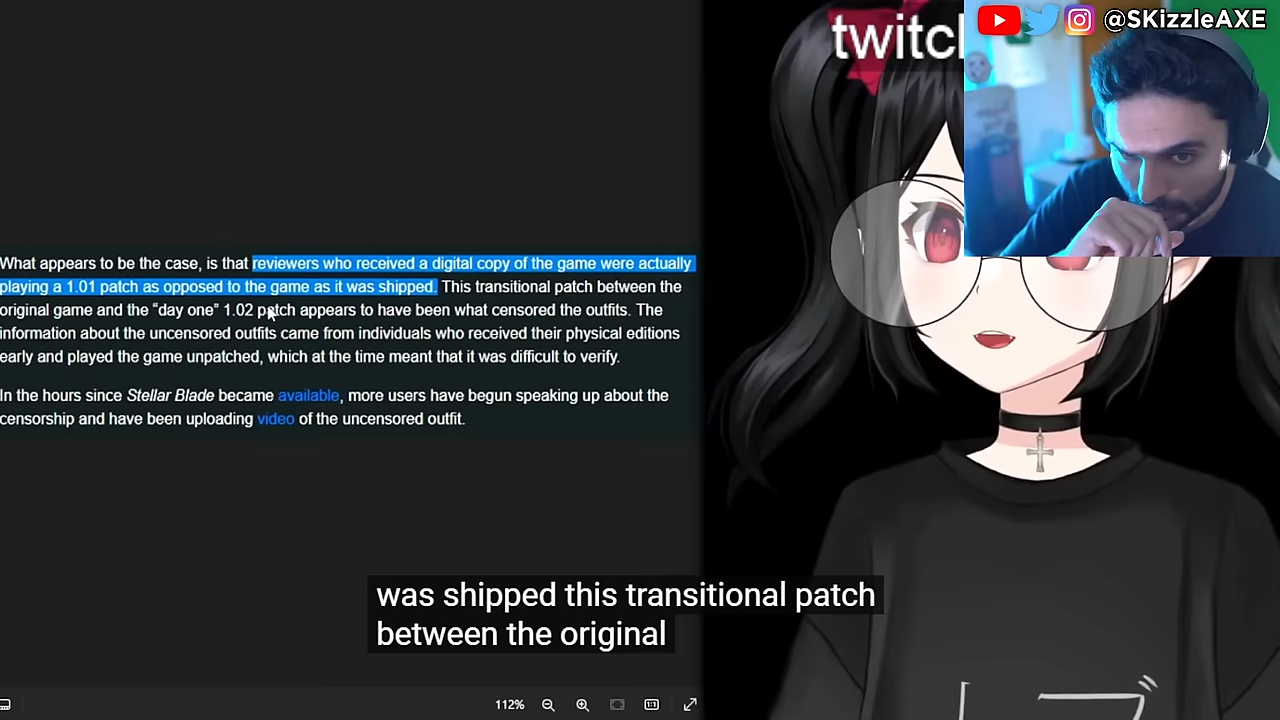 twitc
@SKizzleAXE
What appears to be the case, is that reviewers who received a digital copy of the game were actually
playing a 1.01 patch as opposed to the game as it was shipped. This transitional patch between the
original game and the “day one” 1.02 patch appears to have been what censored the outfits. The
information about the uncensored outfits came from individuals who received their physical editions
early and played the game unpatched, which at the time meant that it was difficult to verify.
In the hours since Stellar Blade became available, more users have begun speaking up about the
censorship and have been uploading video of the uncensored outfit.
was shipped this transitional patch
between the original
112%
1:1